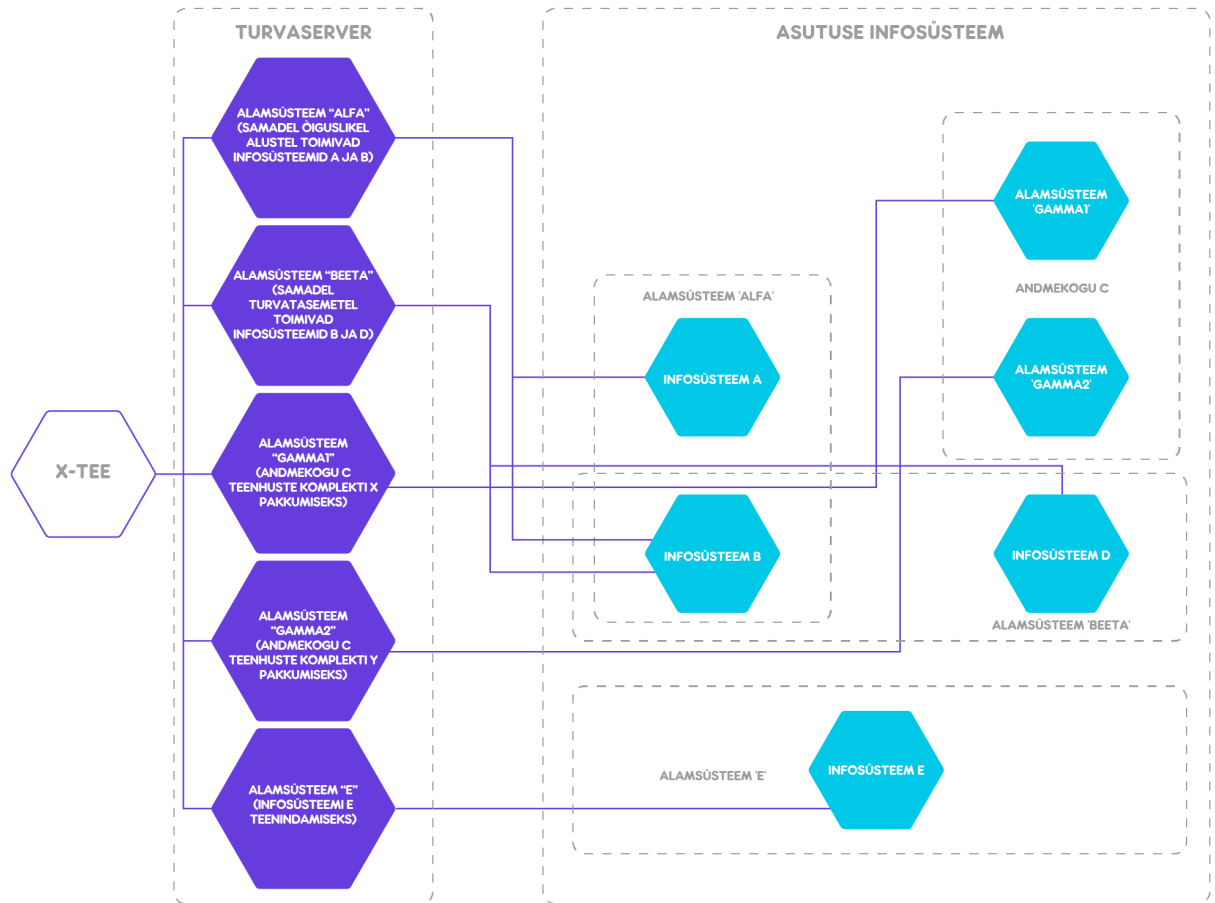 TURVASERVER
ALAMSÜSTEEM “ALFA”
(SAMADEL ÕIGUSLIKEL
ALUSTEL TOIMIVAD
INFOSÜSTEEMID A JA B)
ALAMSÜSTEEM “BEETA”
(SAMADEL
TURVATASEMETEL
TOIMIVAD
INFOSÜSTEEMID B JA D)
X-TEE
ALAMSÜSTEEM
“GAMMA1”
(ANDMEKOGU C
TEENHUSTE KOMPLEKTI X
PAKKUMISEKS)
ALAMSÜSTEEM
“GAMMA2”
(ANDMEKOGU C
TEENHUSTE KOMPLEKTI Y
PAKKUMISEKS)
ALAMSÜSTEEM “E”
(INFOSÜSTEEMI E
TEENINDAMISEKS)
ASUTUSE INFOSÜSTEEM
ALAMSÜSTEEM
'GAMMA1'
ANDMEKOGU C
ALAMSÜSTEEM
'GAMMA2'
ALAMSÜSTEEM 'ALFA'
INFOSÜSTEEM A
INFOSÜSTEEM B
INFOSÜSTEEM D
ALAMSÜSTEEM 'BEETA'
ALAMSÜSTEEM 'E'
INFOSÜSTEEM E